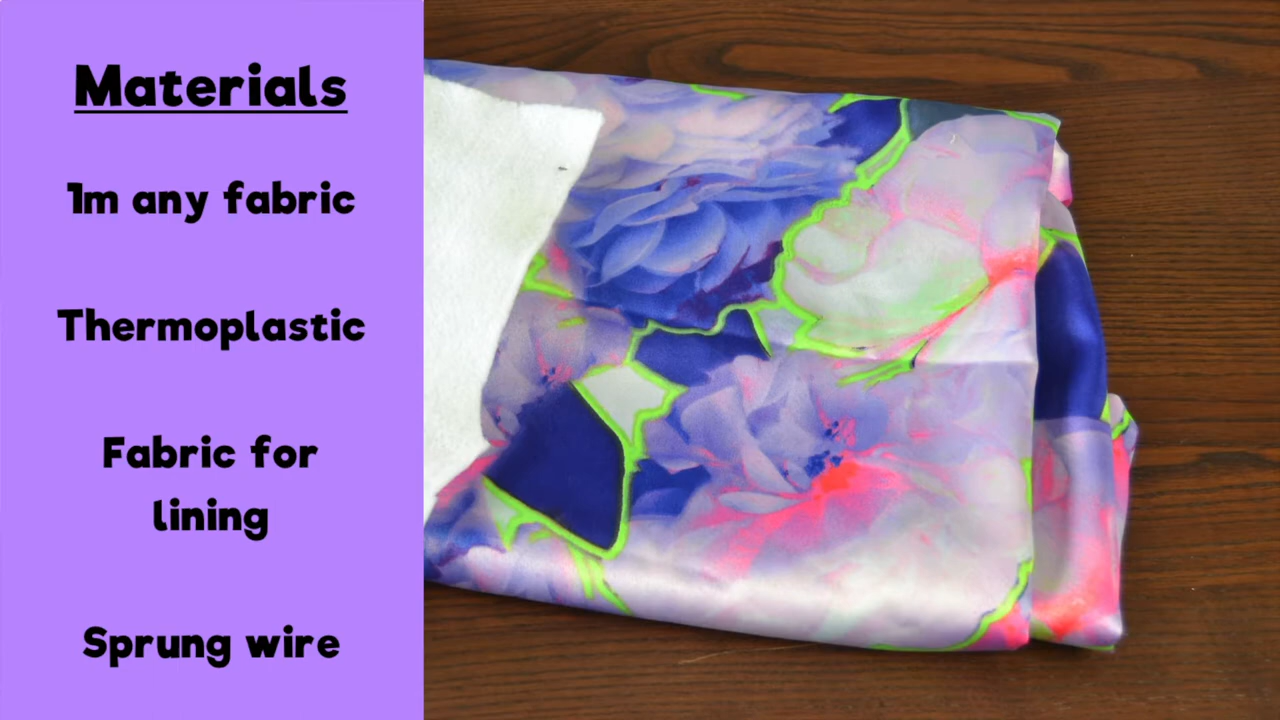 Materials
1m any fabric
Thermoplastic
Fabric for
lining
Sprung wire